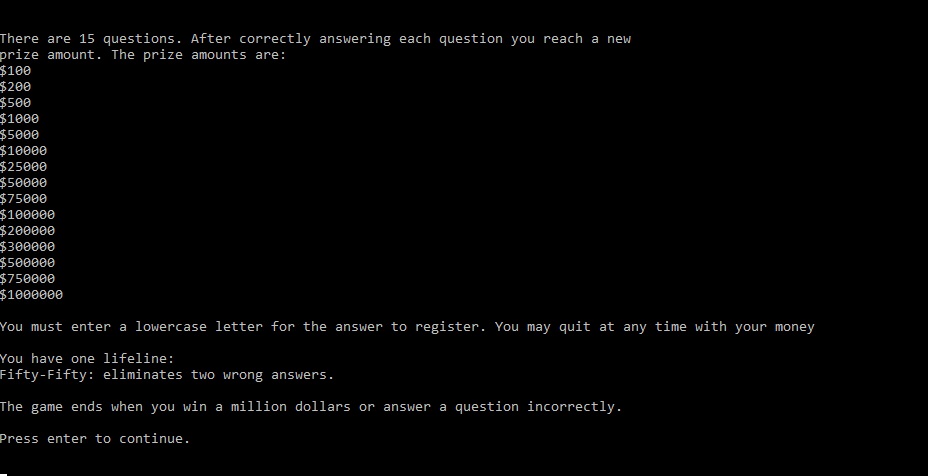 There are 15 questions. After correctly answering each question you reach a new
prize amount. The prize amounts are:
$100
$200
$500
$1000
$5000
$10000
$25000
$50000
$75000
$100000
$200000
$300000
$500000
$750000
$1000000
You must enter a lowercase letter for the answer to register. You may quit at any time with your money
You have one lifeline:
Fifty-Fifty: eliminates two wrong answers.
The game ends when you win a million dollars or answer a question incorrectly.
Press enter to continue.